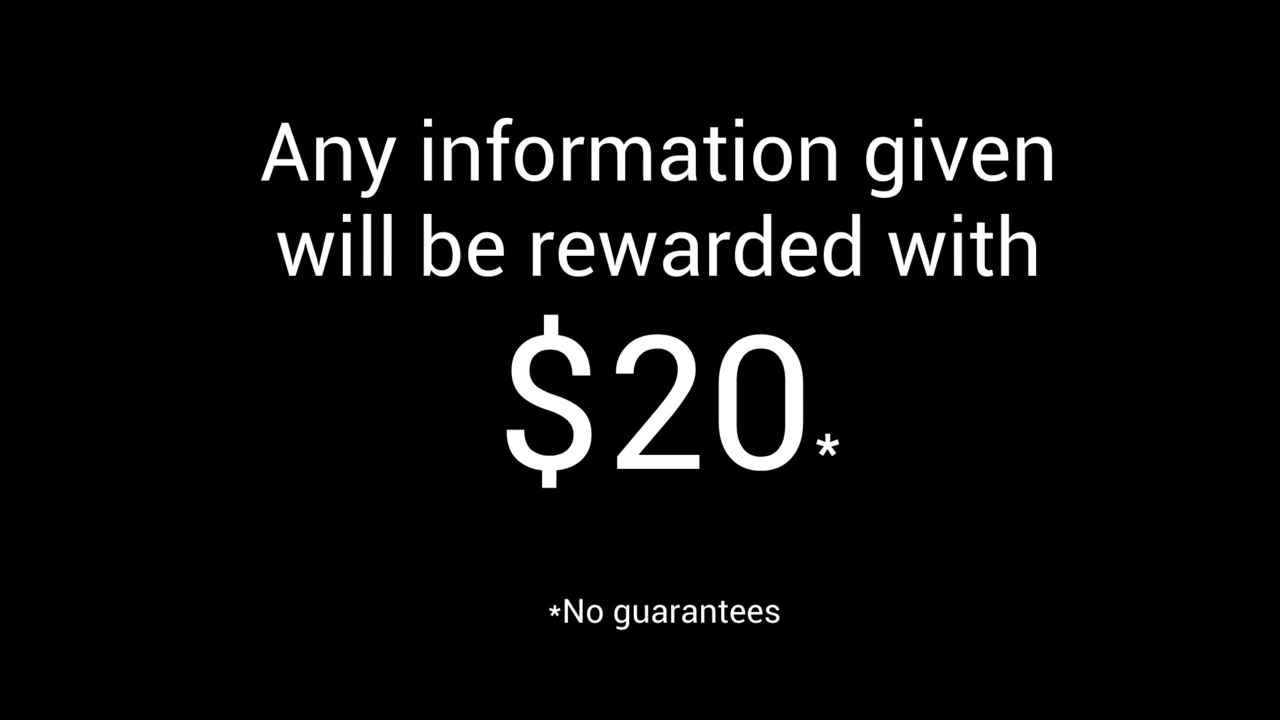 Any information given
will be rewarded with
$20*
*No guarantees